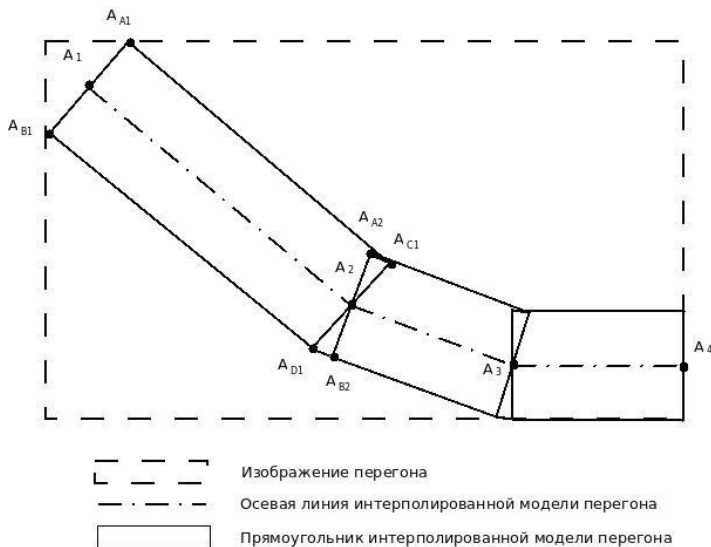 A A1
A 1
A B1
A A2
A C1
A 2
A D1
A B2
A 3
A 4
Изображение перегона
Осевая линия интерполированной модели перегона
Прямоугольник интерполированной модели перегона